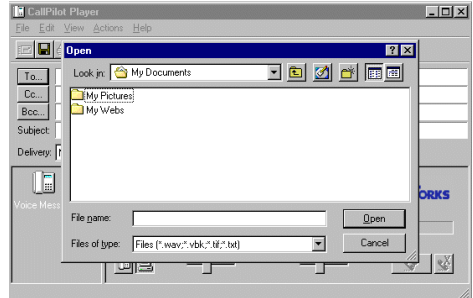 CallPilot Player
File Edit View Actions Help
Open
Look in: My Documents
To...
My Pictures
Cc...
My Webs
Bcc...
Subject:
Delivery:
Voice Mess
ORKS
File name:
Open
Files of type: Files (*.wav;*.vbk;*.tif;*.txt)
Cancel